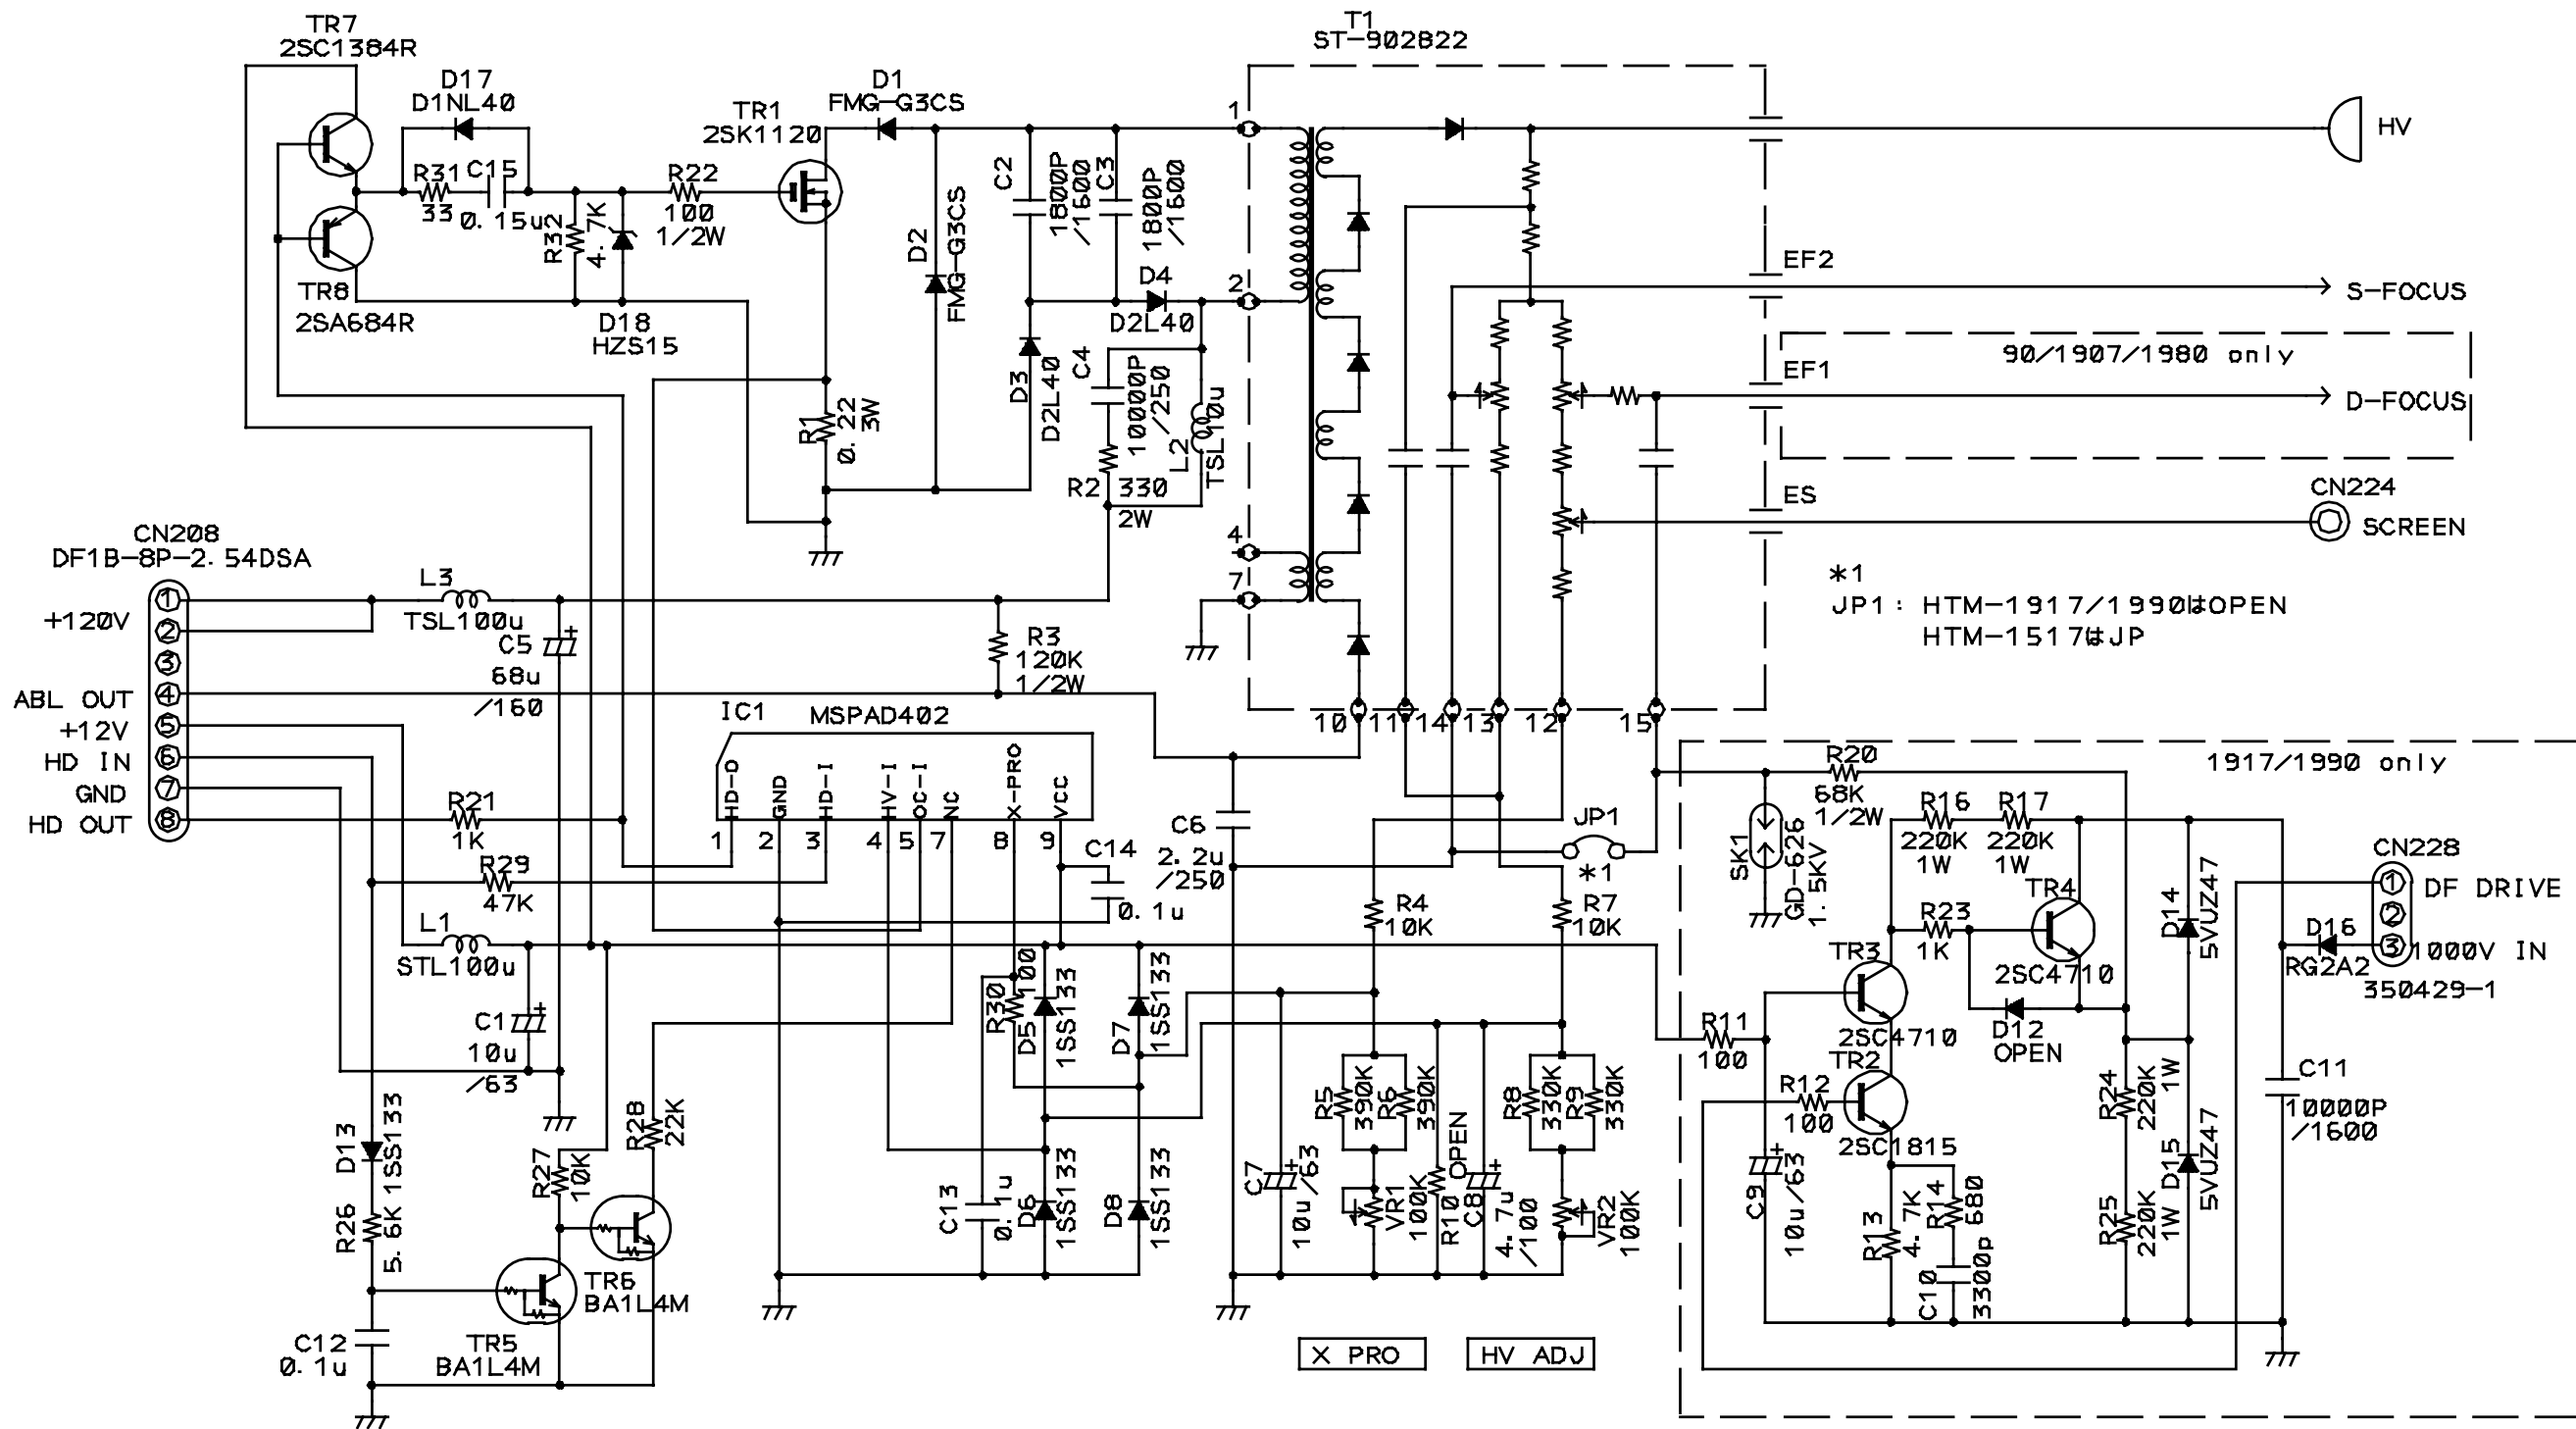 TR7
2SC1384R
D17
D1NL40
TR1
2SK1120
D1
FMG-G3CS
T1
ST-902822
R31
33
C15
0.15u
R32
4.7K
R22
100
1/2W
D2
FMG-G3CS
C2
1800P
/1600
C3
1800P
/1600
1
HV
TR8
2SA684R
D18
HZS15
D4
D2L40
2
EF2
S-FOCUS
90/1907/1980 only
EF1
D-FOCUS
R1
0.22
3W
D3
D2L40
C4
10000P
/250
L2
TSL10u
R2 330
2W
ES
CN224
SCREEN
4
7
CN208
DF1B-8P-2.54DSA
+120V
1
2
3
4
5
6
7
8
ABL OUT
+12V
HD IN
GND
HD OUT
L3
TSL100u
C5
68u
/160
R3
120K
1/2W
*1
JP1: HTM-1917/1990はOPEN
HTM-1517はJP
10 11 14 13 12 15
IC1
MSPAD402
HD-O
GND
HD-I
HV-I
OC-I
NC
X-PRO
VCC
1 2 3 4 5 7 8 9
R21
1K
R29
47K
L1
STL100u
C1
10u
/63
C14
0.1u
C6
2.2u
/250
JP1
*1
R4
10K
R7
10K
1917/1990 only
R20
68K
1/2W
SK1
GD-626
1.5KV
R16
220K
1W
R17
220K
1W
R23
1K
TR4
2SC4710
D14
5VUZ47
CN228
1
2
3
DF DRIVE
1000V IN
350429-1
D16
RG2A2
TR3
2SC4710
D12
OPEN
R11
100
TR2
2SC1815
R12
100
R24
220K
1W
C11
10000P
/1600
R25
220K
1W
D15
5VUZ47
C9
10u/63
R13
4.7K
R14
680
C10
3300p
R30
100
D5
1SS133
D7
1SS133
D6
1SS133
D8
1SS133
C13
0.1u
C7
10u/63
R5
390K
R6
390K
VR1
100K
R10
OPEN
C8
4.7u
/100
R8
330K
R9
330K
VR2
100K
D13
1SS133
R26
5.6K
R27
10K
R28
22K
TR6
BA1L4M
TR5
BA1L4M
C12
0.1u
X PRO
HV ADJ